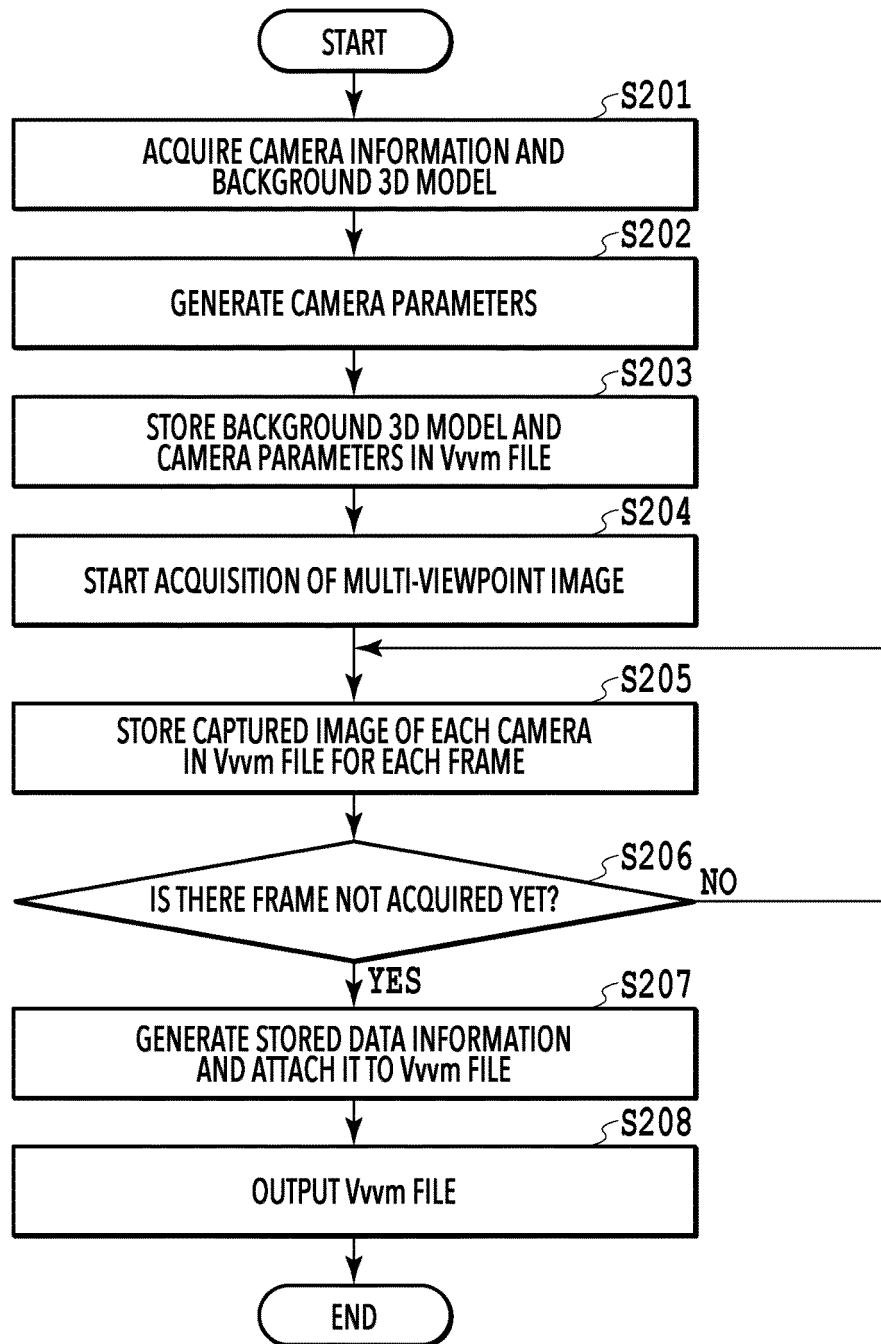 START
S201
ACQUIRE CAMERA INFORMATION AND
BACKGROUND 3D MODEL
S202
GENERATE CAMERA PARAMETERS
S203
STORE BACKGROUND 3D MODEL AND
CAMERA PARAMETERS IN Vvvm FILE
S204
START ACQUISITION OF MULTI-VIEWPOINT IMAGE
S205
STORE CAPTURED IMAGE OF EACH CAMERA
IN Vvvm FILE FOR EACH FRAME
S206
IS THERE FRAME NOT ACQUIRED YET?
NO
YES
S207
GENERATE STORED DATA INFORMATION
AND ATTACH IT TO Vvvm FILE
S208
OUTPUT Vvvm FILE
END